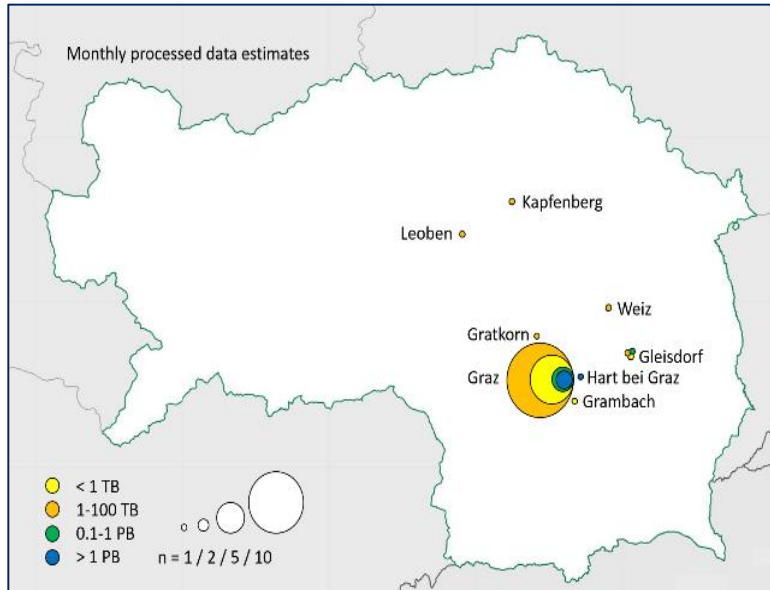 Monthly processed data estimates
Kapfenberg
Leoben
Weiz
Gratkorn
Gleisdorf
Graz
Hart bei Graz
Grambach
< 1 TB
1-100 TB
0.1-1 PB
> 1 PB
n = 1 / 2 / 5 / 10